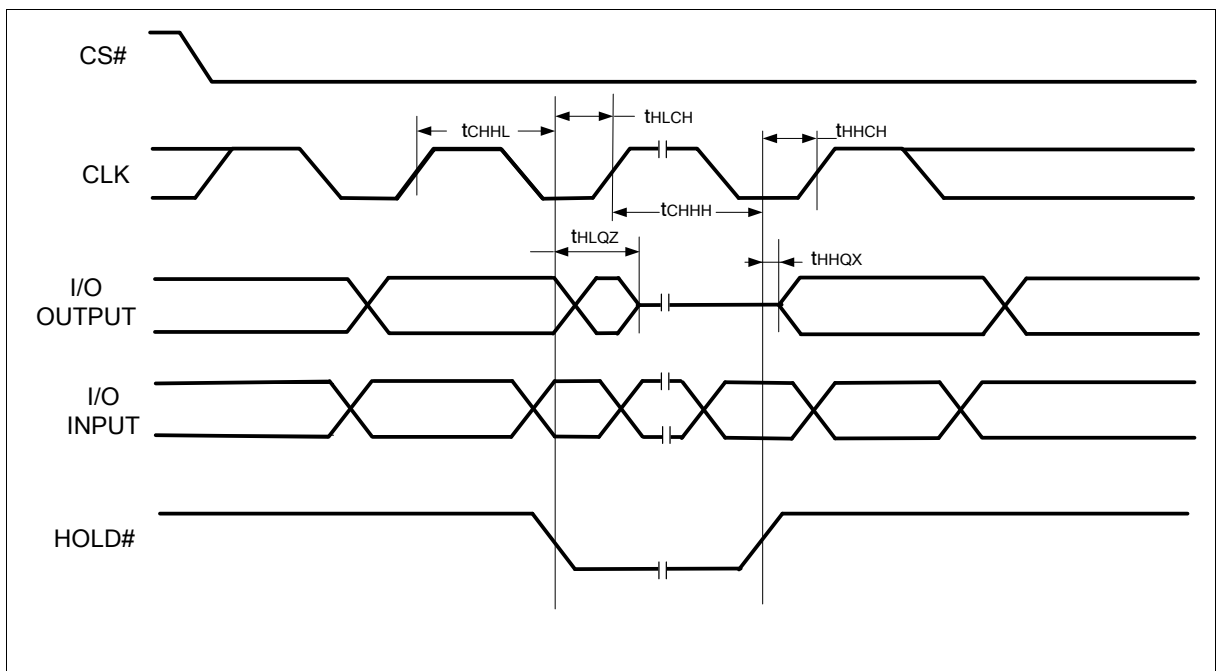 CS#
tCHHL
tHLCH
tHHCH
CLK
tCHHH
tHLQZ
tHHQX
I/O
OUTPUT
I/O
INPUT
HOLD#